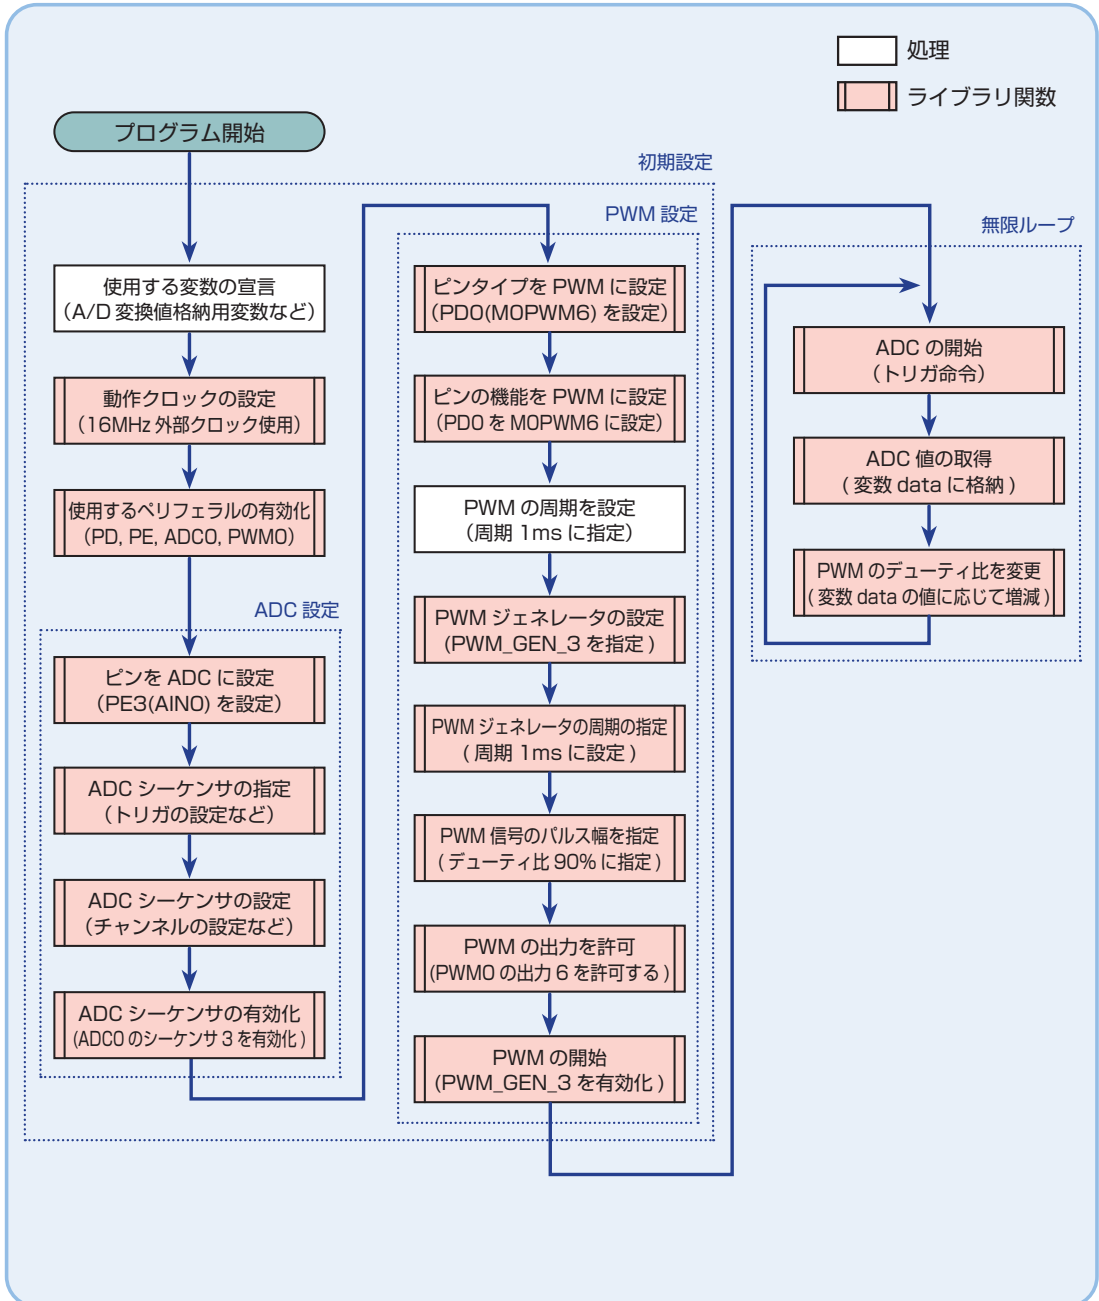 処理
ライブラリ関数
プログラム開始
初期設定
使用する変数の宣言
（A/D 変換値格納用変数など）
動作クロックの設定
（16MHz 外部クロック使用）
使用するペリフェラルの有効化
（PD, PE, ADC0, PWM0）
ADC 設定
ピンを ADC に設定
（PE3(AIN0) を設定）
ADC シーケンサの指定
（トリガの設定など）
ADC シーケンサの設定
（チャンネルの設定など）
ADC シーケンサの有効化
(ADC0 のシーケンサ 3 を有効化 )
PWM 設定
ピンタイプを PWM に設定
（PD0(M0PWM6) を設定）
ピンの機能を PWM に設定
（PD0 を M0PWM6 に設定）
PWM の周期を設定
（周期 1ms に指定）
PWM ジェネレータの設定
(PWM_GEN_3 を指定 )
PWM ジェネレータの周期の指定
( 周期 1ms に設定 )
PWM 信号のパルス幅を指定
( デューティ比 90% に指定 )
PWM の出力を許可
(PWM0 の出力 6 を許可する )
PWM の開始
(PWM_GEN_3 を有効化 )
無限ループ
ADC の開始
（トリガ命令）
ADC 値の取得
( 変数 data に格納 )
PWM のデューティ比を変更
( 変数 data の値に応じて増減 )